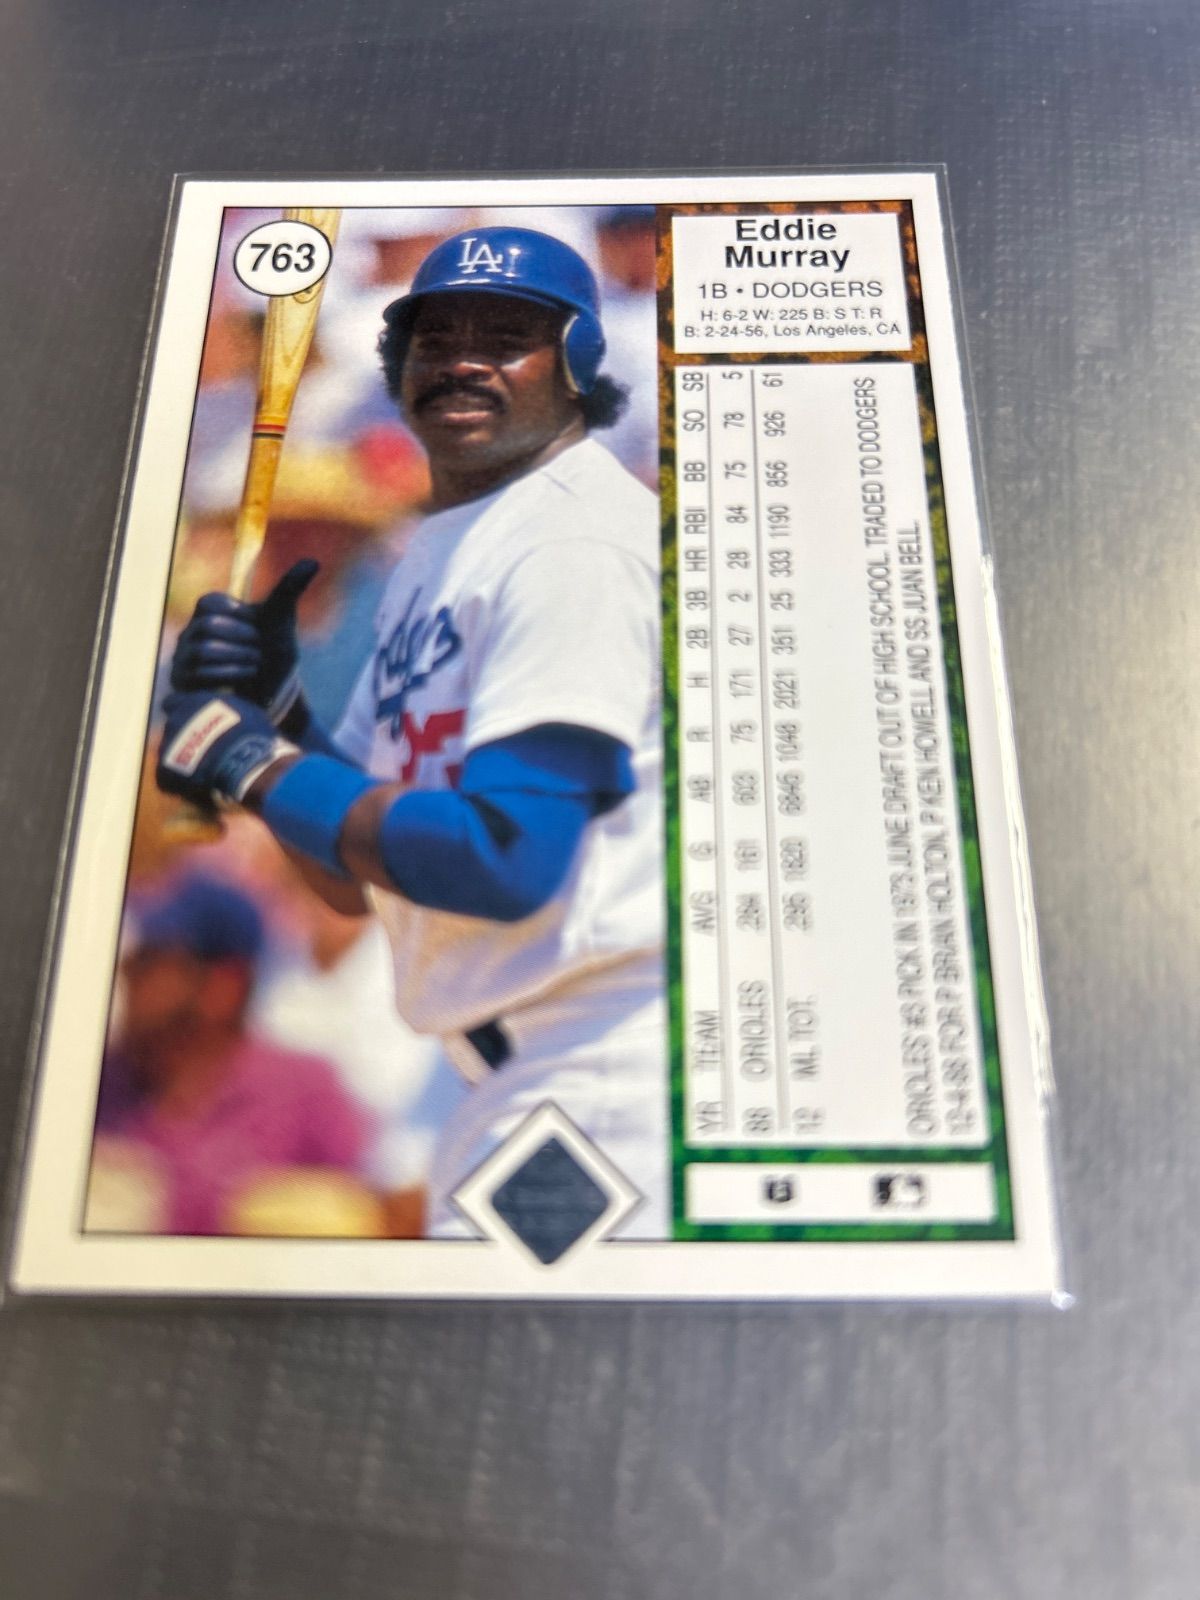 763
Eddie
Murray
1B • DODGERS
H: 6-2 W: 225 B: S T: R
B: 2-24-56, Los Angeles, CA
YR TEAM AVG G AB R H 2B 3B HR RBI BB SO SB
88 ORIOLES 284 161 603 75 171 27 2 28 84 75 78 5
12 ML TOT. 295 1820 6845 1048 2021 351 25 333 1190 856 926 61
ORIOLES #3 PICK IN 1973 JUNE DRAFT OUT OF HIGH SCHOOL. TRADED TO DODGERS
12-4-88 FOR P BRIAN HOLTON, P KEN HOWELL AND SS JUAN BELL.
LA